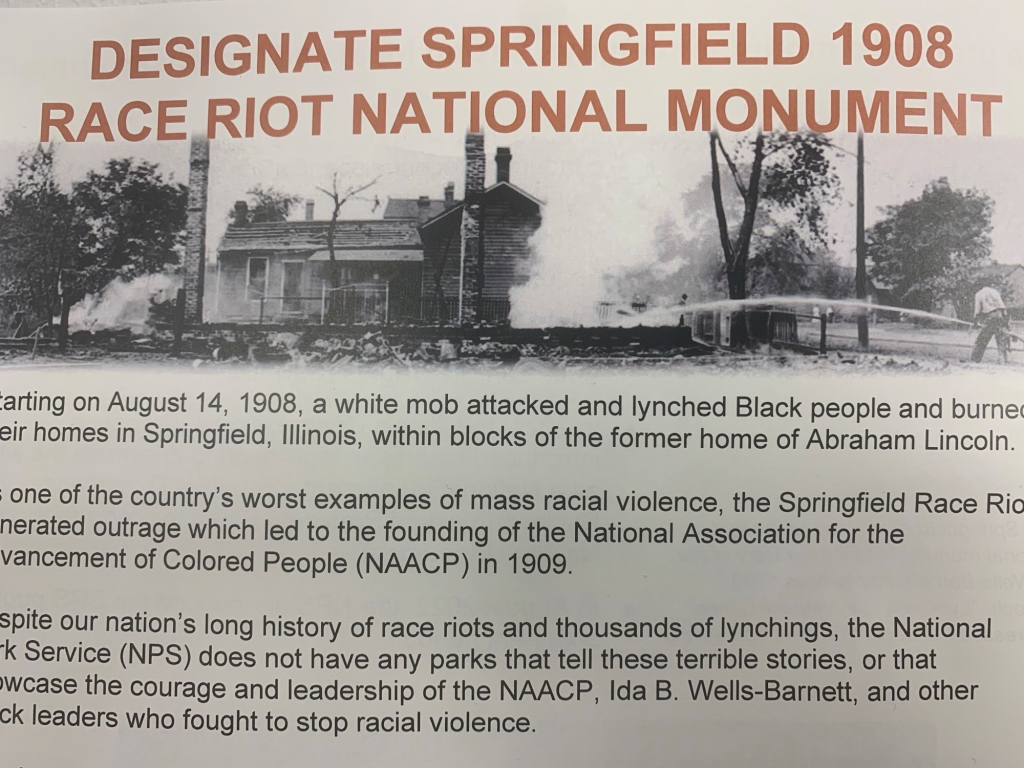 DESIGNATE SPRINGFIELD 1908
RACE RIOT NATIONAL MONUMENT
tarting on August 14, 1908, a white mob attacked and lynched Black people and burned
eir homes in Springfield, Illinois, within blocks of the former home of Abraham Lincoln.
s one of the country's worst examples of mass racial violence, the Springfield Race Rio
nerated outrage which led to the founding of the National Association for the
vancement of Colored People (NAACP) in 1909.
spite our nation's long history of race riots and thousands of lynchings, the National
rk Service (NPS) does not have any parks that tell these terrible stories, or that
owcase the courage and leadership of the NAACP, Ida B. Wells-Barnett, and other
ck leaders who fought to stop racial violence.